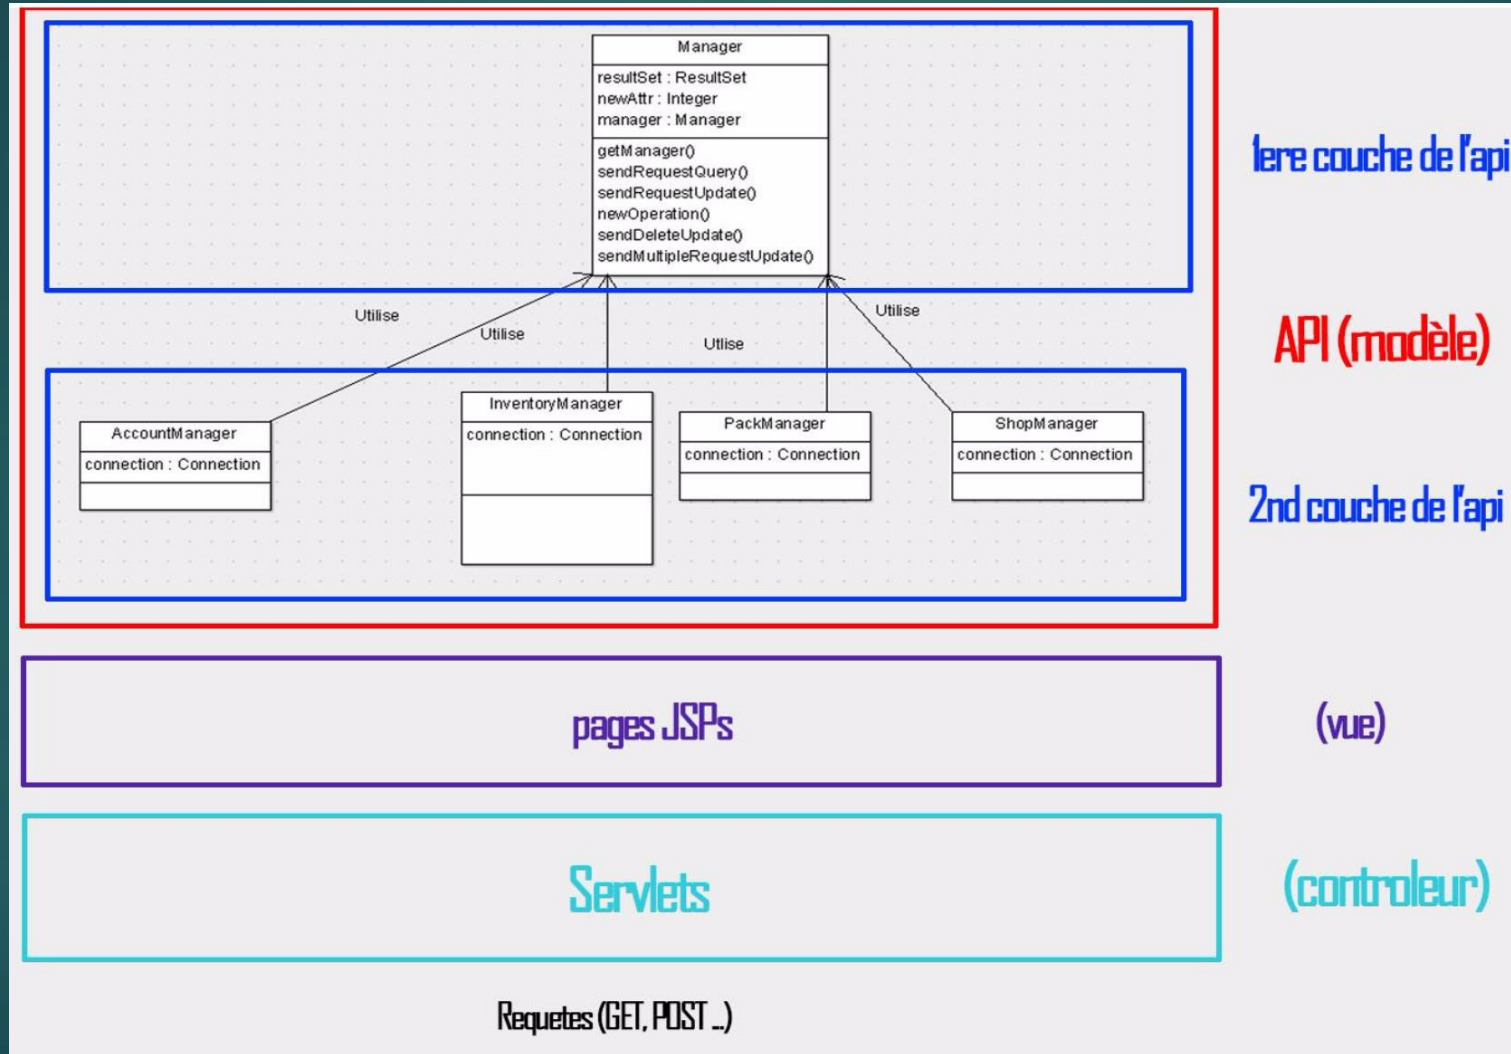 Manager
resultSet : ResultSet
newAttr : Integer
manager : Manager
getManager()
sendRequestQuery()
sendRequestUpdate()
newOperation()
sendDeleteUpdate()
sendMultipleRequestUpdate()
1ere couche de l'api
Utilise
Utilise
Utlise
Utilise
API (modèle)
AccountManager
connection : Connection
InventoryManager
connection : Connection
PackManager
connection : Connection
ShopManager
connection : Connection
2nd couche de l'api
pages JSPs
(vue)
Servlets
(controleur)
Requetes (GET, POST ...)